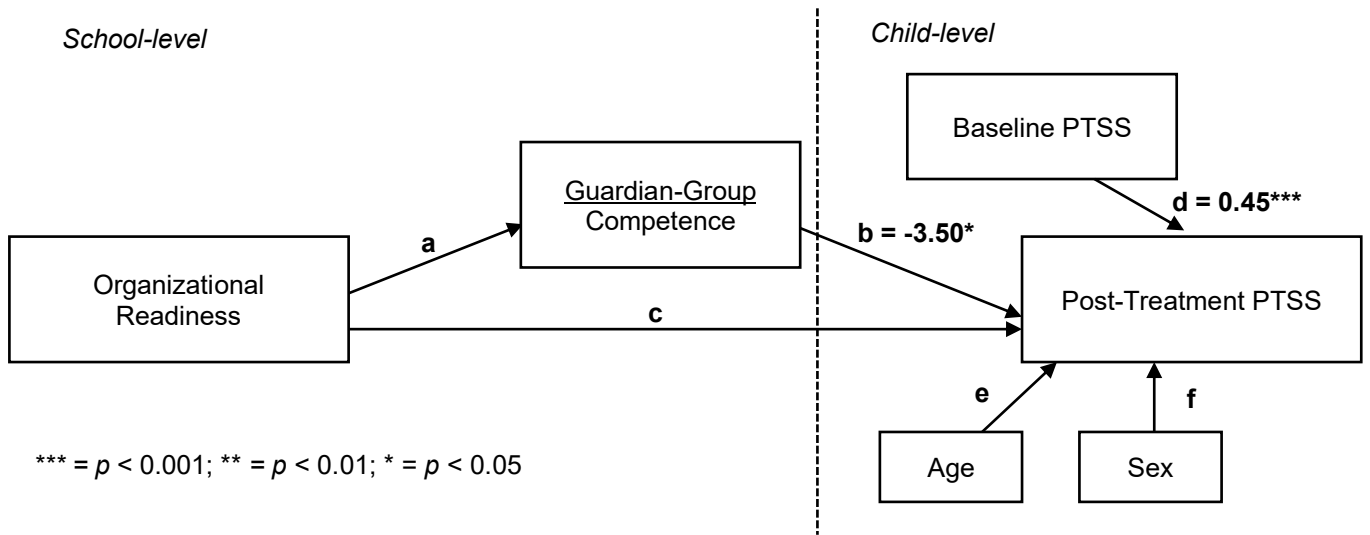 School-level
Child-level
Baseline PTSS
Guardian-Group
Competence
d = 0.45***
a
b = -3.50*
Organizational
Readiness
Post-Treatment PTSS
c
e
f
*** = p < 0.001; ** = p < 0.01; * = p < 0.05
Age
Sex